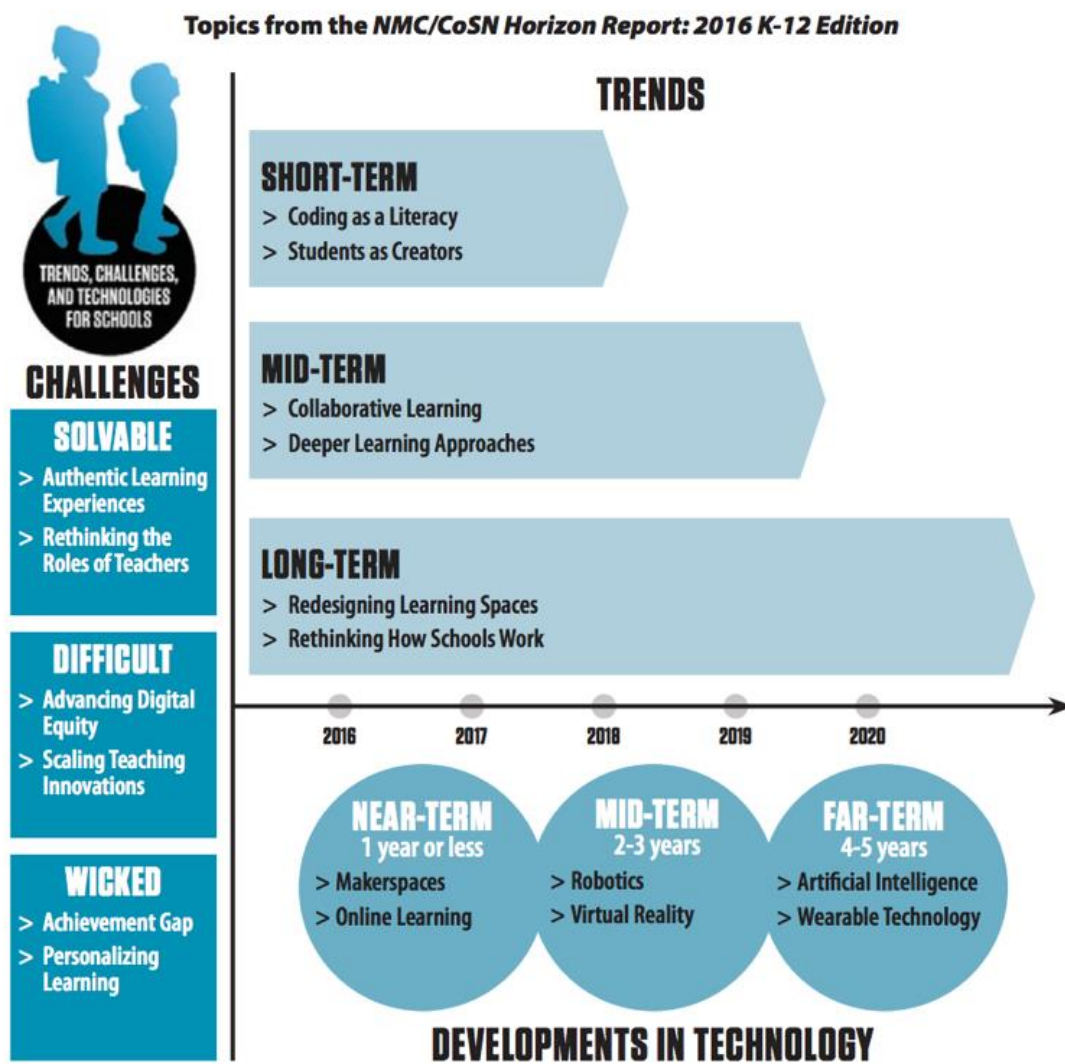 Topics from the NMC/CoSN Horizon Report: 2016 K-12 Edition
TRENDS, CHALLENGES,
AND TECHNOLOGIES
FOR SCHOOLS
CHALLENGES
SOLVABLE
> Authentic Learning
Experiences
> Rethinking the
Roles of Teachers
DIFFICULT
> Advancing Digital
Equity
> Scaling Teaching
Innovations
WICKED
> Achievement Gap
> Personalizing
Learning
TRENDS
SHORT-TERM
> Coding as a Literacy
> Students as Creators
MID-TERM
> Collaborative Learning
> Deeper Learning Approaches
LONG-TERM
> Redesigning Learning Spaces
> Rethinking How Schools Work
2016 2017 2018 2019 2020
NEAR-TERM
1 year or less
> Makerspaces
> Online Learning
MID-TERM
2-3 years
> Robotics
> Virtual Reality
FAR-TERM
4-5 years
> Artificial Intelligence
> Wearable Technology
DEVELOPMENTS IN TECHNOLOGY